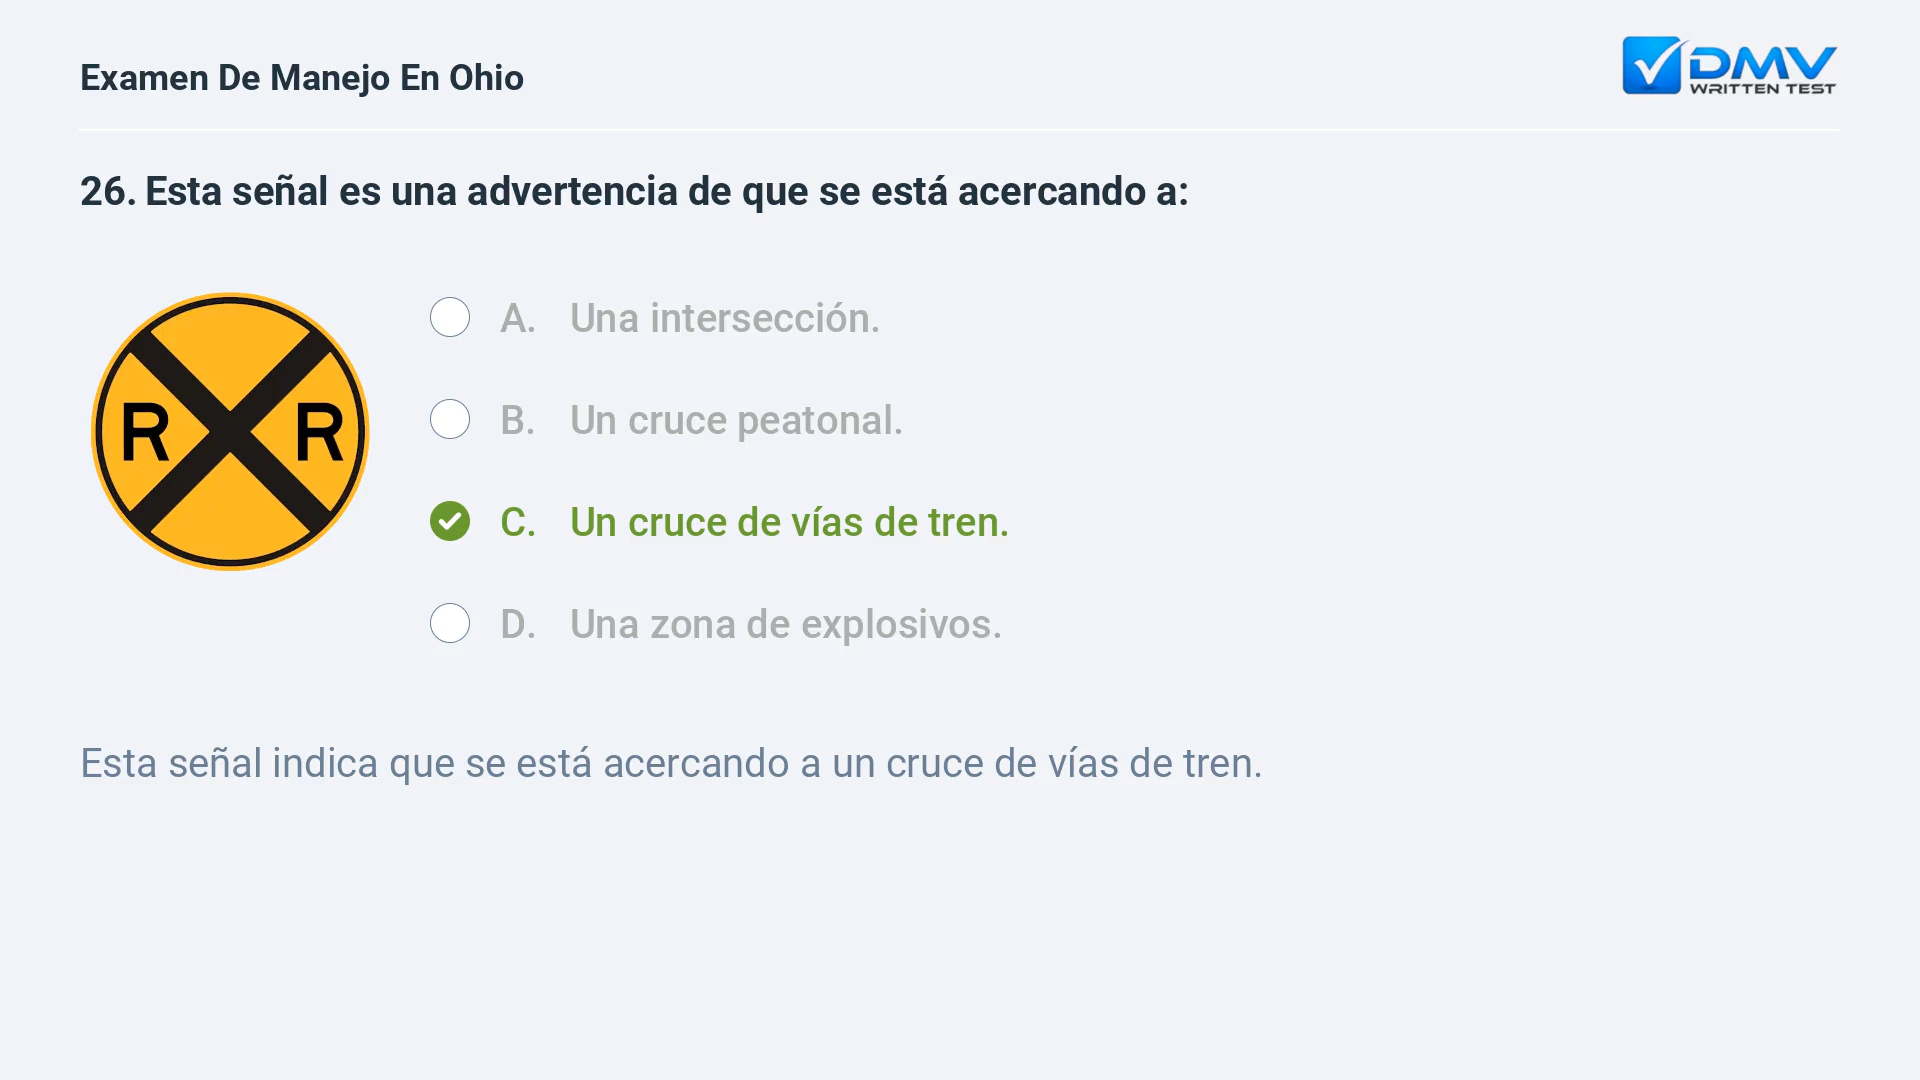 Examen De Manejo En Ohio
DMV
WRITTEN TEST
26. Esta señal es una advertencia de que se está acercando a:
R R
A. Una intersección.
B. Un cruce peatonal.
C. Un cruce de vías de tren.
D. Una zona de explosivos.
Esta señal indica que se está acercando a un cruce de vías de tren.